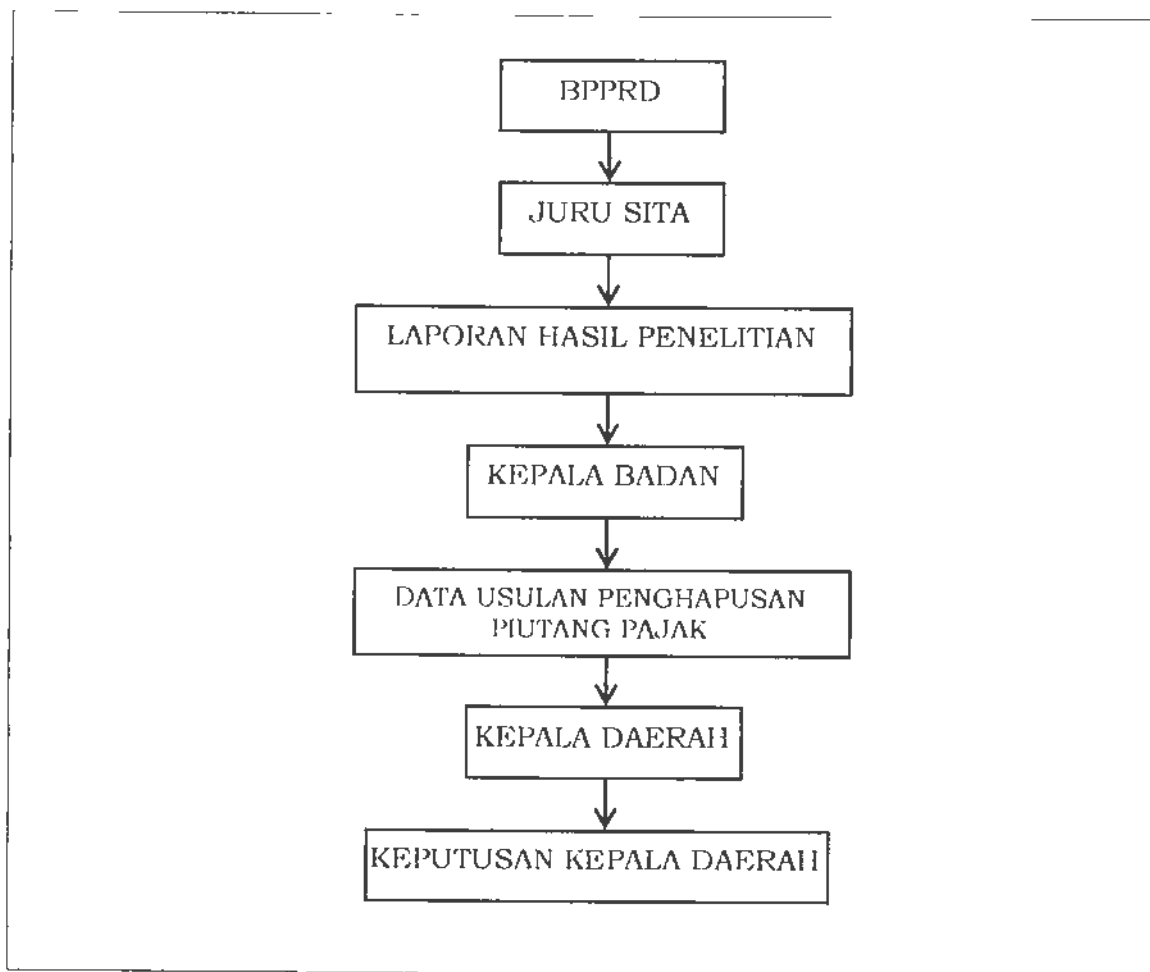 BPPRD
JURU SITA
LAPORAN HASIL PENELITIAN
KEPALA BADAN
DATA USULAN PENGHAPUSAN
PIUTANG PAJAK
KEPALA DAERAH
KEPUTUSAN KEPALA DAERAH